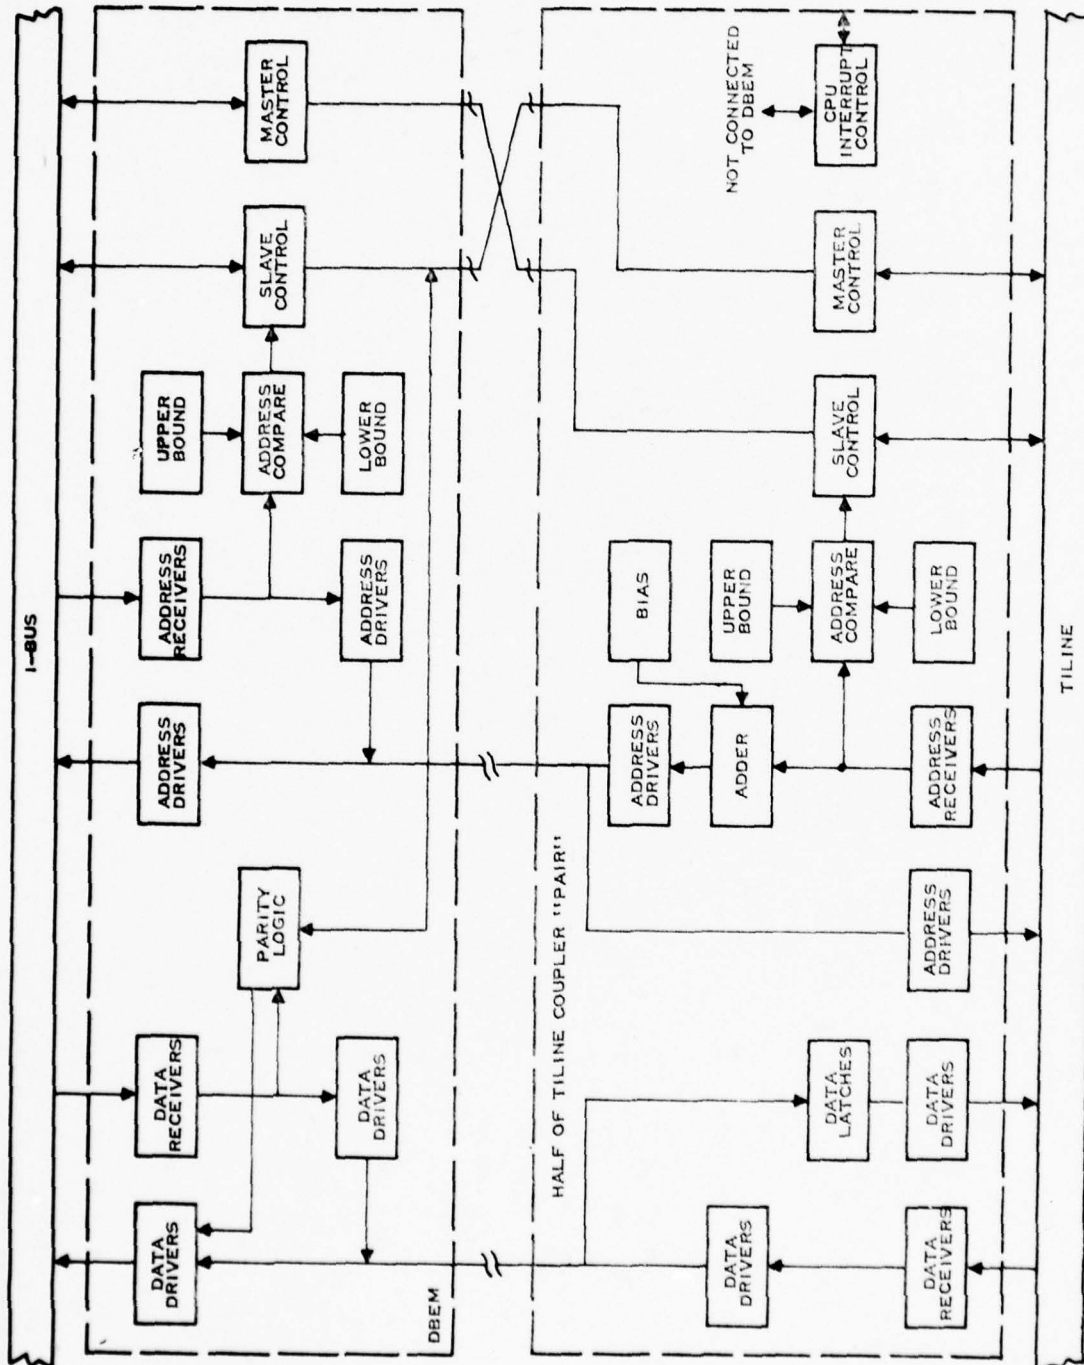 I-BUS
DATA
DRIVERS
DATA
RECEIVERS
ADDRESS
DRIVERS
ADDRESS
RECEIVERS
UPPER
BOUND
PARITY
LOGIC
ADDRESS
COMPARE
SLAVE
CONTROL
MASTER
CONTROL
DATA
DRIVERS
ADDRESS
DRIVERS
LOWER
BOUND
DBEM
HALF OF TILINE COUPLER "PAIR"
ADDRESS
DRIVERS
BIAS
DATA
DRIVERS
ADDER
UPPER
BOUND
NOT CONNECTED
TO DBEM
DATA
LATCHES
ADDRESS
COMPARE
SLAVE
CONTROL
MASTER
CONTROL
CPU
INTERRUPT
CONTROL
DATA
RECEIVERS
DATA
DRIVERS
ADDRESS
DRIVERS
ADDRESS
RECEIVERS
LOWER
BOUND
TILINE